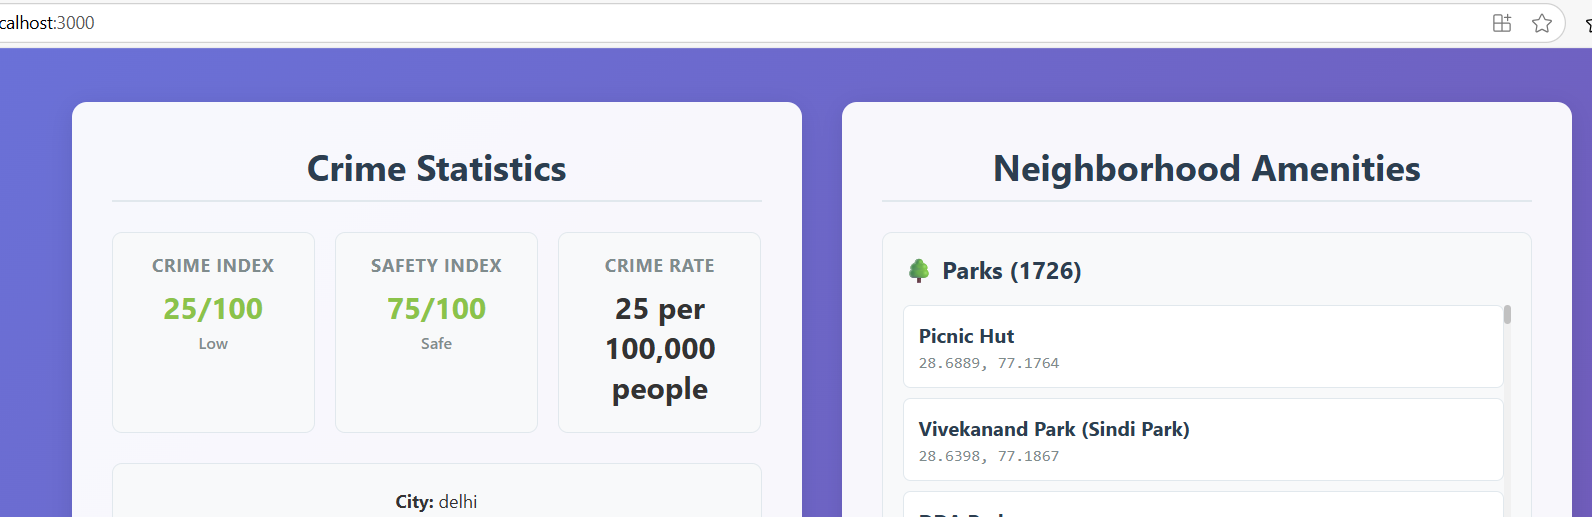 calhost:3000
Crime Statistics
CRIME INDEX
25/100
Low
SAFETY INDEX
75/100
Safe
CRIME RATE
25 per
100,000
people
City: delhi
Neighborhood Amenities
Parks (1726)
Picnic Hut
28.6889, 77.1764
Vivekanand Park (Sindi Park)
28.6398, 77.1867